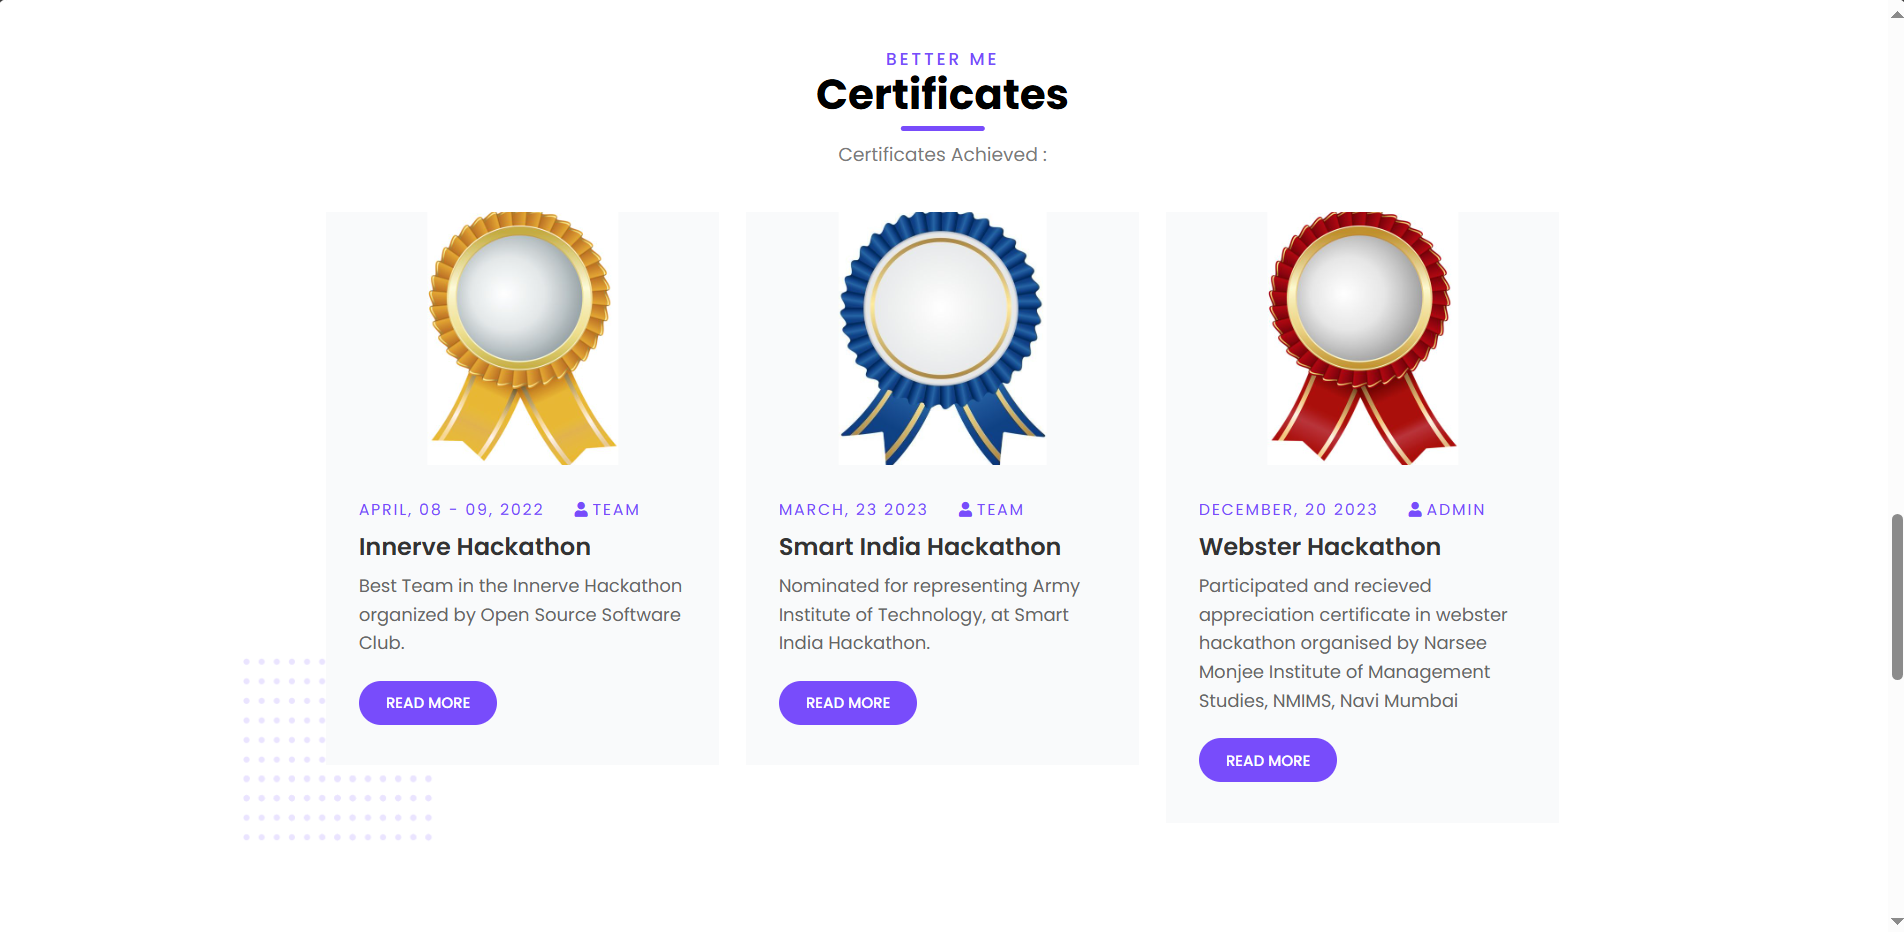 BETTER ME
Certificates
Certificates Achieved :
APRIL, 08 - 09, 2022 TEAM
Innerve Hackathon
Best Team in the Innerve Hackathon
organized by Open Source Software
Club.
READ MORE
MARCH, 23 2023 TEAM
Smart India Hackathon
Nominated for representing Army
Institute of Technology, at Smart
India Hackathon.
READ MORE
DECEMBER, 20 2023 ADMIN
Webster Hackathon
Participated and recieved
appreciation certificate in webster
hackathon organised by Narsee
Monjee Institute of Management
Studies, NMIMS, Navi Mumbai
READ MORE